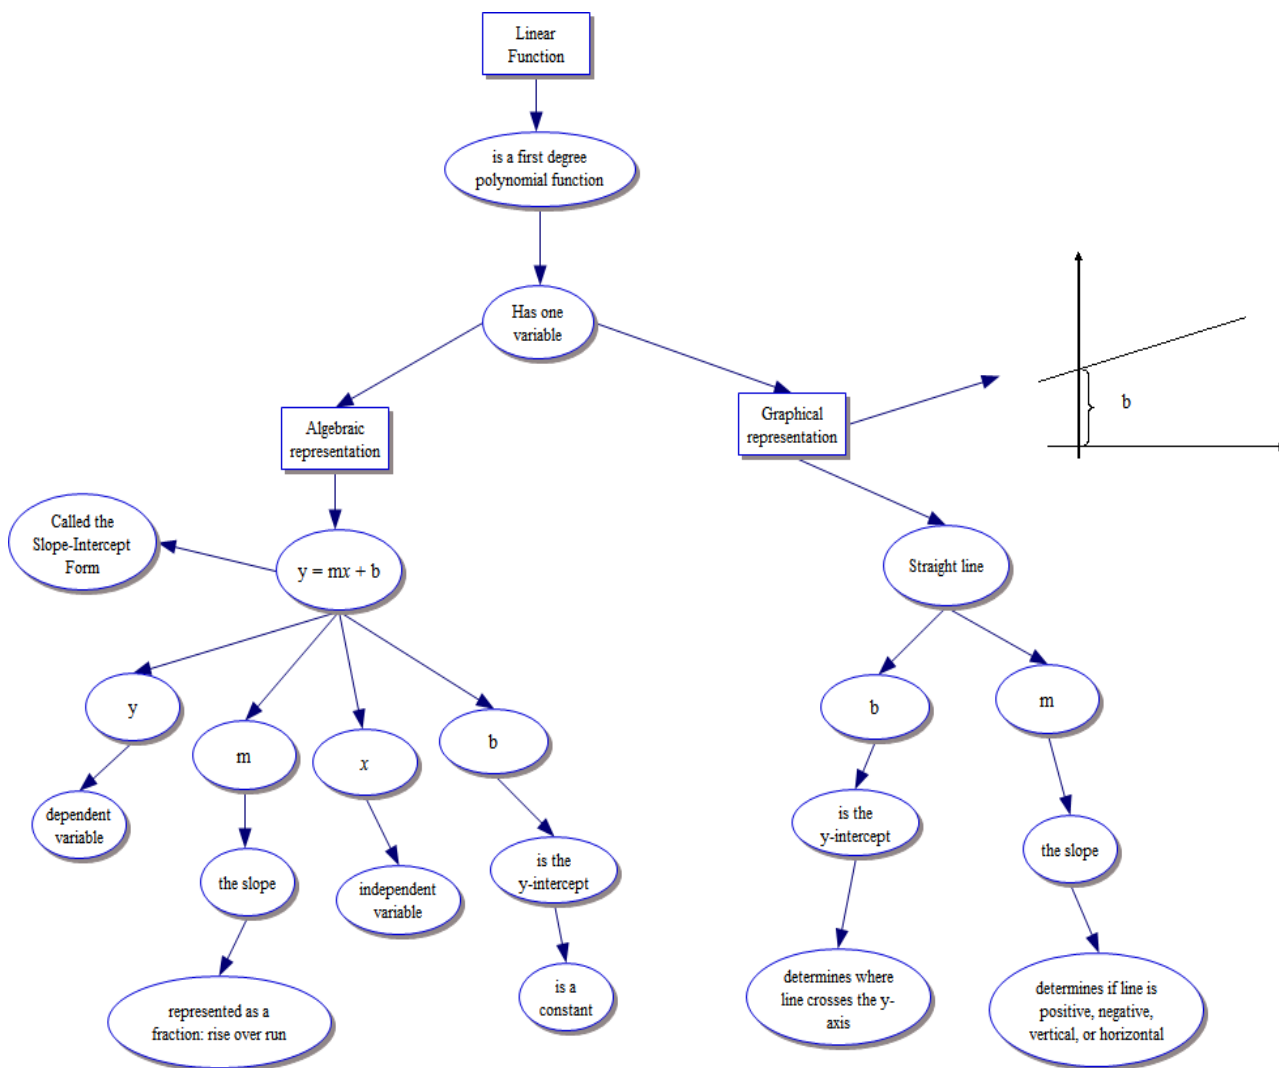 Linear
Function
is a first degree
polynomial function
Has one
variable
Algebraic
representation
Graphical
representation
b
Called the
Slope-Intercept
Form
y = mx + b
Straight line
y
m
x
b
b
m
dependent
variable
the slope
independent
variable
is the
y-intercept
is the
y-intercept
the slope
represented as a
fraction: rise over run
is a
constant
determines where
line crosses the y-
axis
determines if line is
positive, negative,
vertical, or horizontal